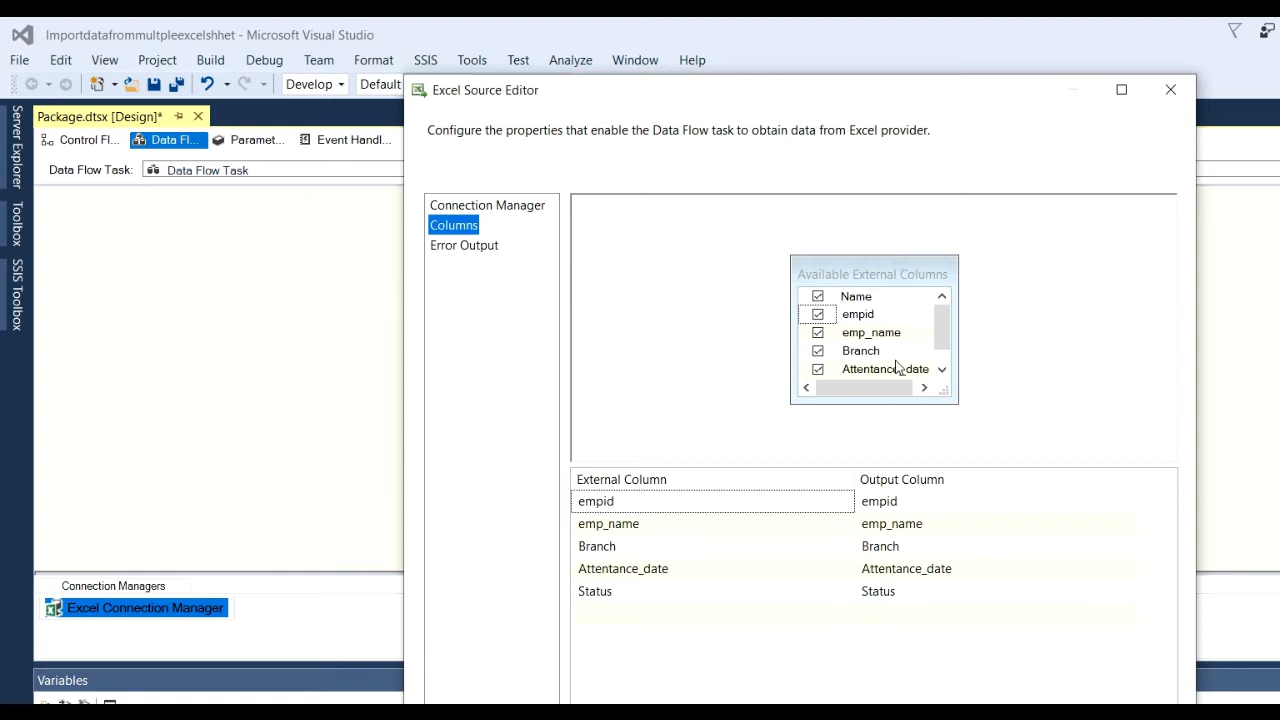 Importdatafrommultpleexcelshhet - Microsoft Visual Studio
File Edit View Project Build Debug Team Format SSIS Tools Test Analyze Window Help
Develop Default
Excel Source Editor
Package.dtsx [Design]*
Configure the properties that enable the Data Flow task to obtain data from Excel provider.
Control Fl... Data Fl... Paramet... Event Handl...
Data Flow Task: Data Flow Task
Server Explorer
Toolbox
SSIS Toolbox
Connection Manager
Columns
Error Output
Available External Columns
Name
empid
emp_name
Branch
Attentance_date
External Column Output Column
empid empid
emp_name emp_name
Branch Branch
Attentance_date Attentance_date
Status Status
Connection Managers
Excel Connection Manager
Variables